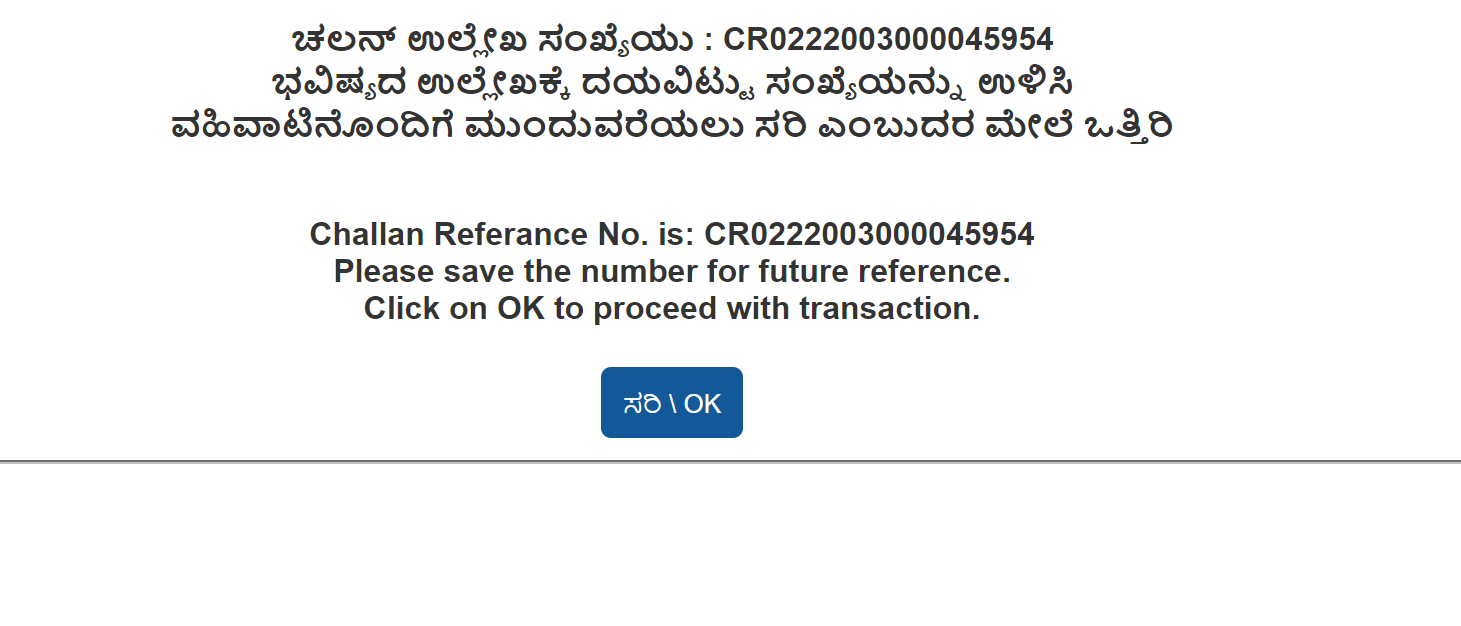 ಚಲನ್ ಉಲ್ಲೇಖ ಸಂಖ್ಯೆಯು : CR0222003000045954
ಭವಿಷ್ಯದ ಉಲ್ಲೇಖಕ್ಕೆ ದಯವಿಟ್ಟು ಸಂಖ್ಯೆಯನ್ನು ಉಳಿಸಿ
ವಹಿವಾಟಿನೊಂದಿಗೆ ಮುಂದುವರೆಯಲು ಸರಿ ಎಂಬುದರ ಮೇಲೆ ಒತ್ತಿರಿ
Challan Referance No. is: CR0222003000045954
Please save the number for future reference.
Click on OK to proceed with transaction.
ಸರಿ \ OK